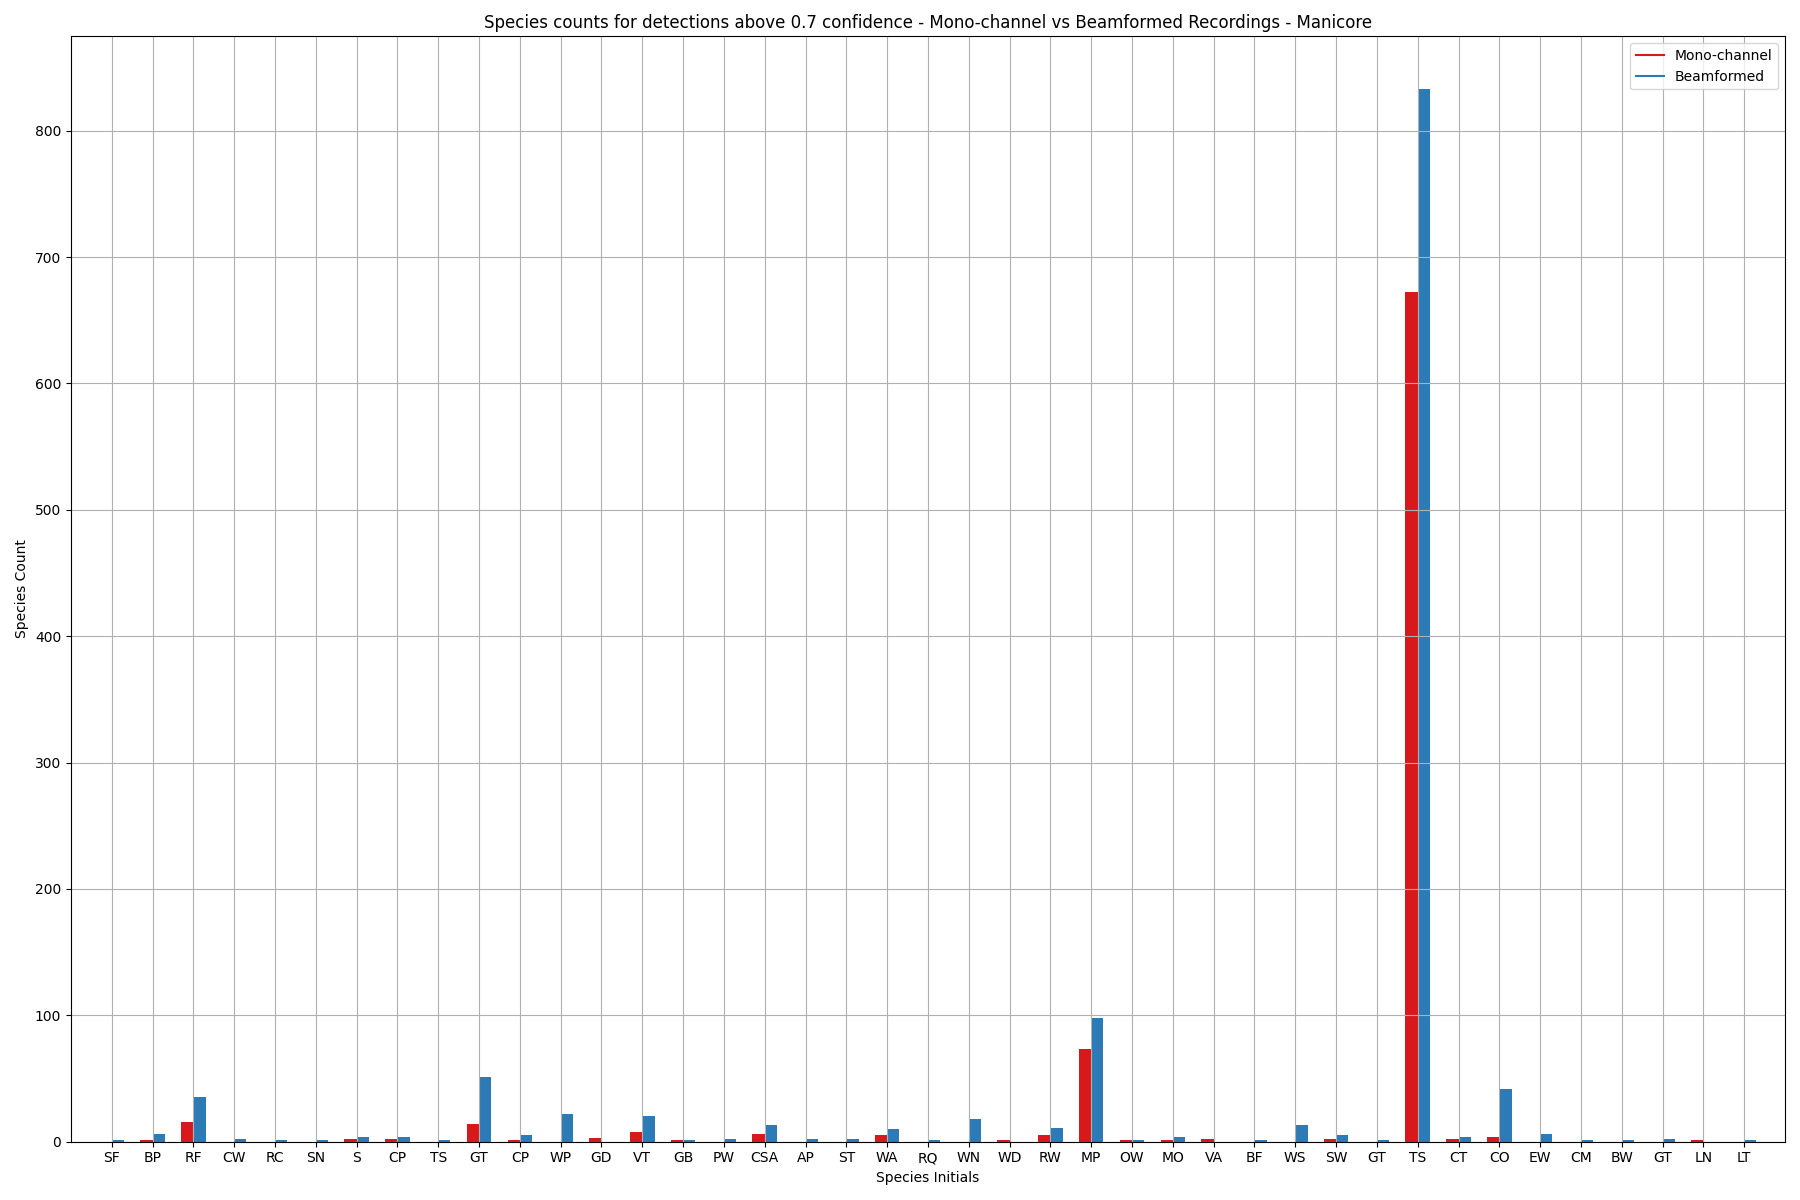 Species counts for detections above 0.7 confidence - Mono-channel vs Beamformed Recordings - Manicore
Mono-channel
Beamformed
800
700
600
500
400
300
200
100
0
Species Count
SF BP RF CW RC SN S CP TS GT CP WP GD VT GB PW CSA AP ST WA RQ WN WD RW MP OW MO VA BF WS SW GT TS CT CO EW CM BW GT LN LT
Species Initials